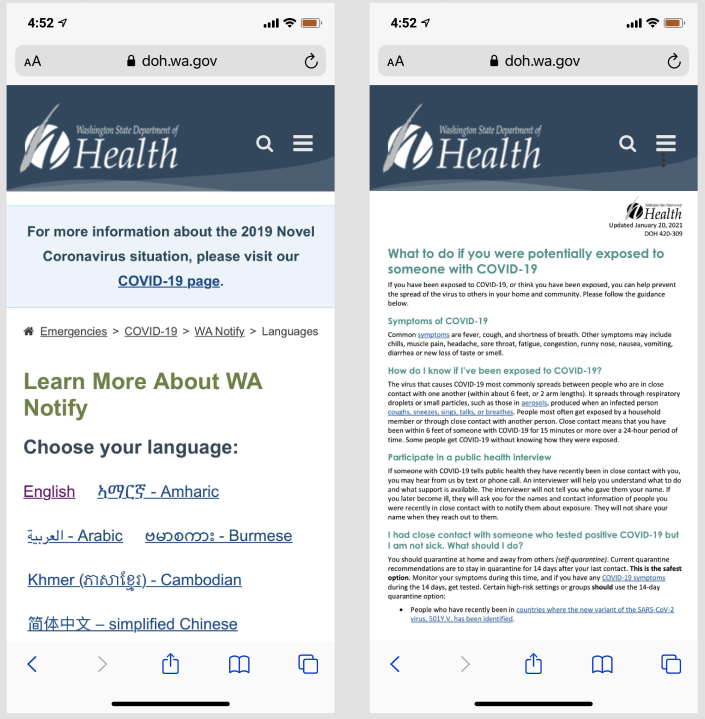 4:52
AA doh.wa.gov
Washington State Department of
Health
For more information about the 2019 Novel
Coronavirus situation, please visit our
COVID-19 page.
Emergencies > COVID-19 > WA Notify > Languages
Learn More About WA
Notify
Choose your language:
English አማርኛ - Amharic
العربية - Arabic ဗမာစကား - Burmese
Khmer (ភាសាខ្មែរ) - Cambodian
简体中文 – simplified Chinese
4:52
AA doh.wa.gov
Washington State Department of
Health
Washington State Department of
Health
Updated January 20, 2021
DOH 420-309
What to do if you were potentially exposed to
someone with COVID-19
If you have been exposed to COVID-19, or think you have been exposed, you can help prevent
the spread of the virus to others in your home and community. Please follow the guidance
below.
Symptoms of COVID-19
Common symptoms are fever, cough, and shortness of breath. Other symptoms may include
chills, muscle pain, headache, sore throat, fatigue, congestion, runny nose, nausea, vomiting,
diarrhea or new loss of taste or smell.
How do I know if I've been exposed to COVID-19?
The virus that causes COVID-19 most commonly spreads between people who are in close
contact with one another (within about 6 feet, or 2 arm lengths). It spreads through respiratory
droplets or small particles, such as those in aerosols, produced when an infected person
coughs, sneezes, sings, talks, or breathes. People most often get exposed by a household
member or through close contact with another person. Close contact means that you have
been within 6 feet of someone with COVID-19 for 15 minutes or more over a 24-hour period of
time. Some people get COVID-19 without knowing how they were exposed.
Participate in a public health interview
If someone with COVID-19 tells public health they have recently been in close contact with you,
you may hear from us by text or phone call. An interviewer will help you understand what to do
and what support is available. The interviewer will not tell you who gave them your name. If
you later become ill, they will ask you for the names and contact information of people you
were recently in close contact with to notify them about exposure. They will not share your
name when they reach out to them.
I had close contact with someone who tested positive COVID-19 but
I am not sick. What should I do?
You should quarantine at home and away from others (self-quarantine). Current quarantine
recommendations are to stay in quarantine for 14 days after your last contact. This is the safest
option. Monitor your symptoms during this time, and if you have any COVID-19 symptoms
during the 14 days, get tested. Certain high-risk settings or groups should use the 14-day
quarantine option:
• People who have recently been in countries where the new variant of the SARS-CoV-2
virus, 501Y.V, has been identified.